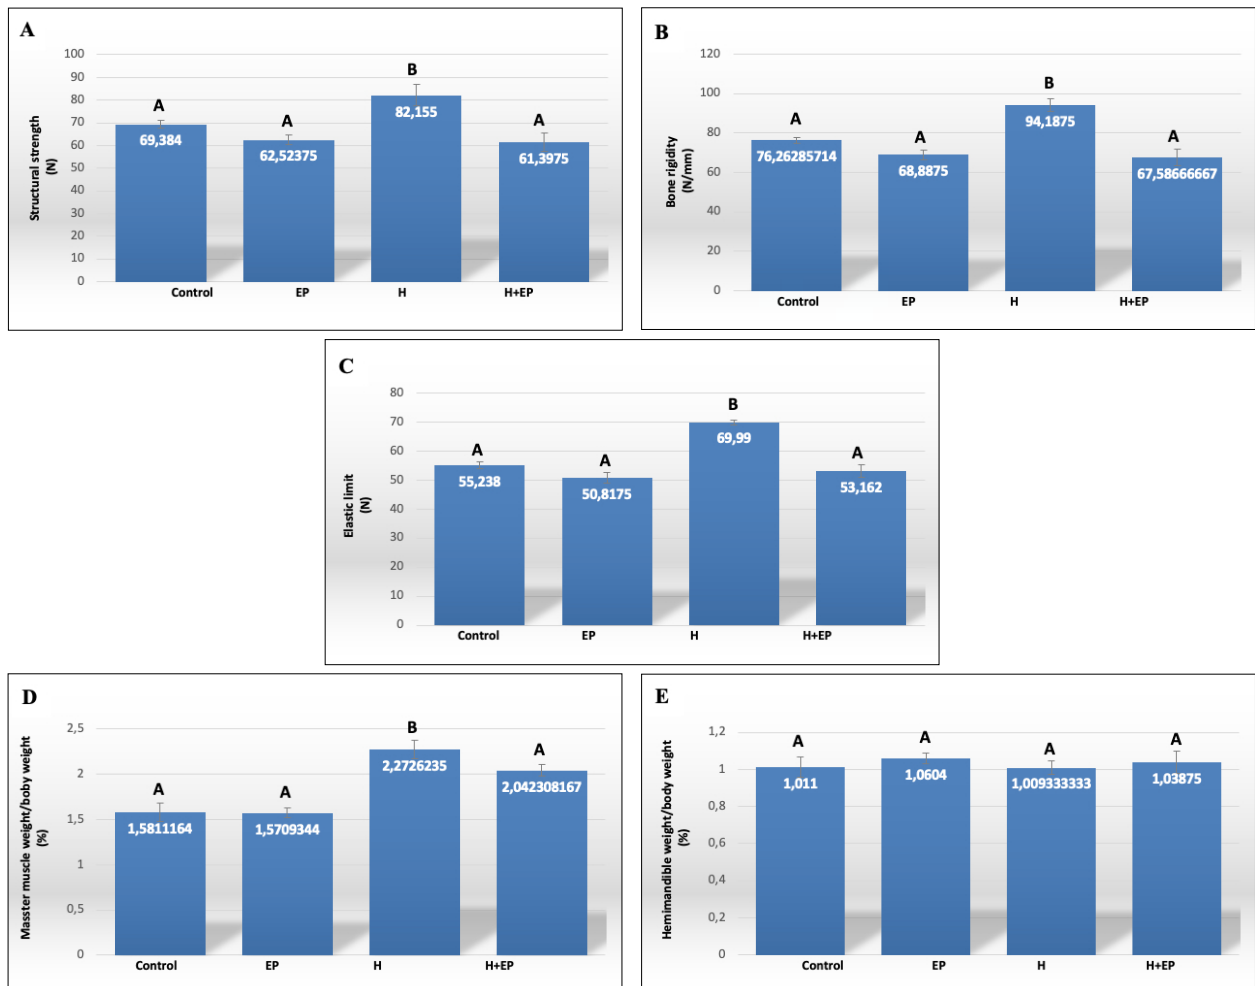 A
Structural strength
(N)
100
90
80
70
60
50
40
30
20
10
0
A
A
B
A
69,384
62,52375
82,155
61,3975
Control EP H H+EP
B
Bone rigidity
(N/mm)
120
100
80
60
40
20
0
A
A
B
A
76,26285714
68,8875
94,1875
67,58666667
Control EP H H+EP
C
Elastic limit
(N)
80
70
60
50
40
30
20
10
0
A
A
B
A
55,238
50,8175
69,99
53,162
Control EP H H+EP
D
Masster muscle weight/boby weight
(%)
2,5
2
1,5
1
0,5
0
A
A
B
A
1,5811164
1,5709344
2,2726235
2,042308167
Control EP H H+EP
E
Hemimandible weight/body weight
(%)
1,2
1
0,8
0,6
0,4
0,2
0
A
A
A
A
1,011
1,0604
1,009333333
1,03875
Control EP H H+EP